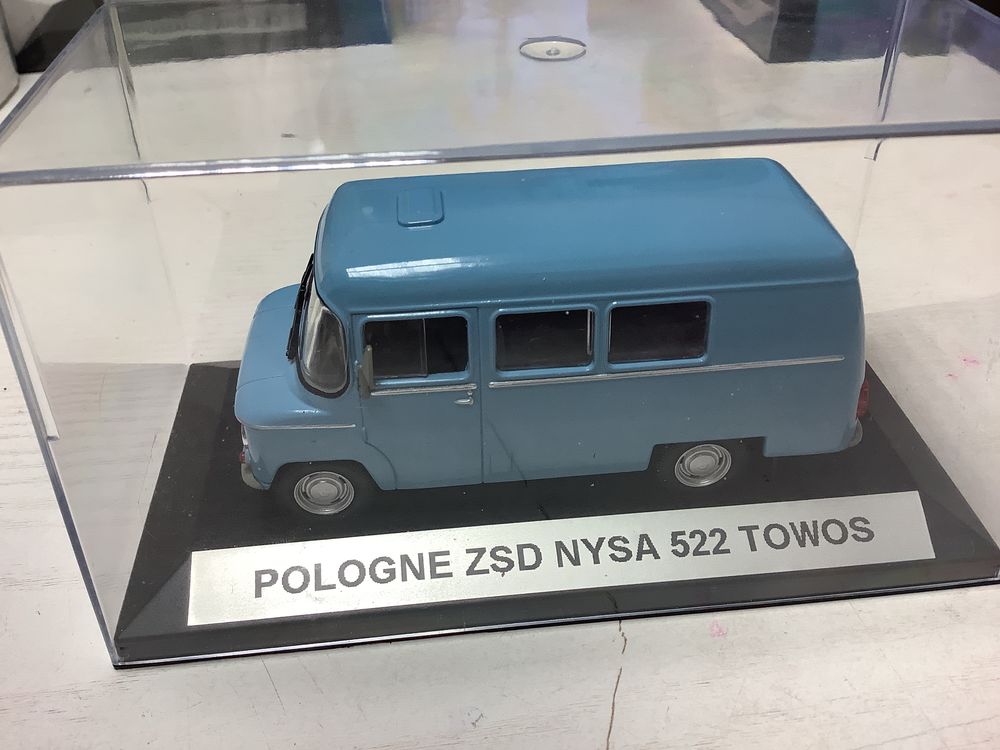 POLOGNE ZSD NYSA 522 TOWOS